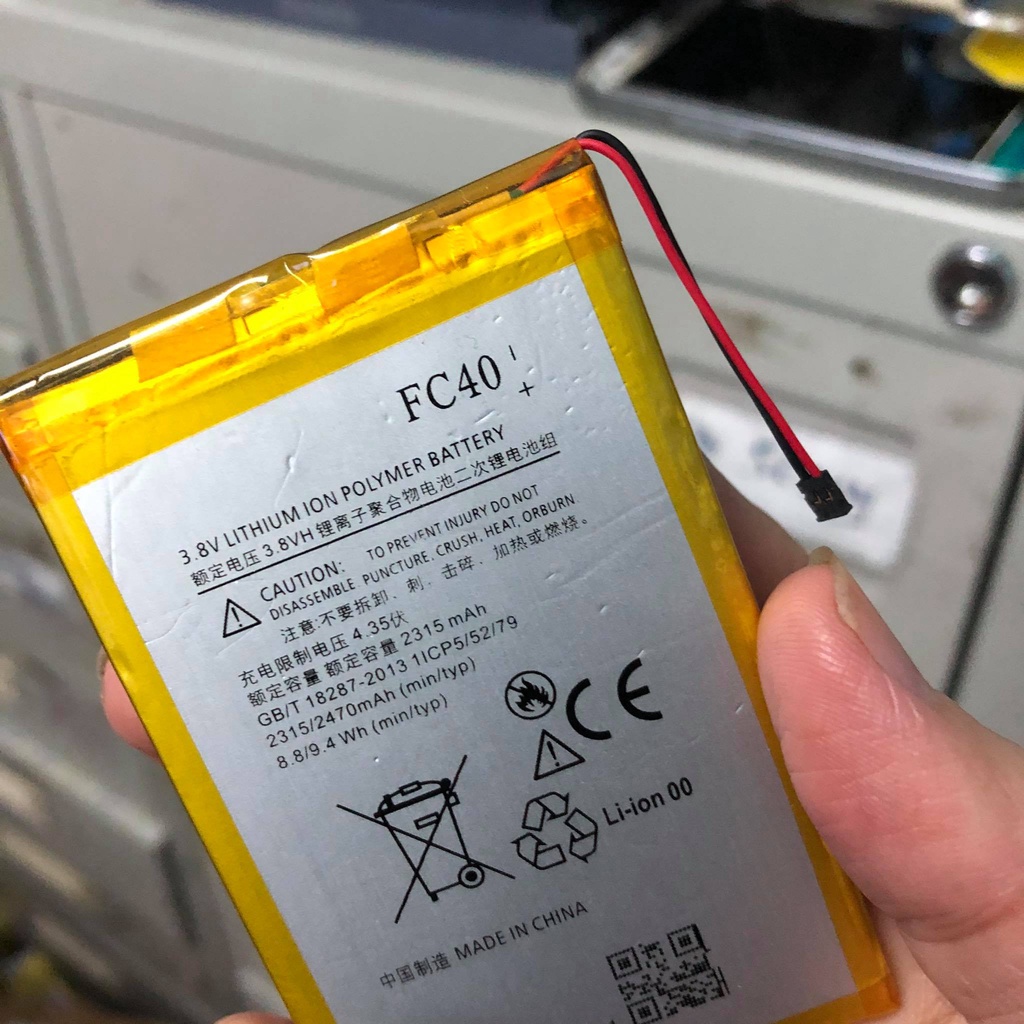 FC40
-
+
3.8V LITHIUM ION POLYMER BATTERY
额定电压 3.8VH 锂离子聚合物电池二次锂电池组
CAUTION: TO PREVENT INJURY DO NOT
DISASSEMBLE, PUNCTURE, CRUSH, HEAT, ORBURN
注意:不要拆卸、刺、击碎、加热或燃烧。
充电限制电压 4.35伏
额定容量 额定容量 2315 mAh
GB/T 18287-2013 1ICP5/52/79
2315/2470mAh (min/typ)
8.8/9.4 Wh (min/typ)
CE
Li-ion 00
中国制造 MADE IN CHINA